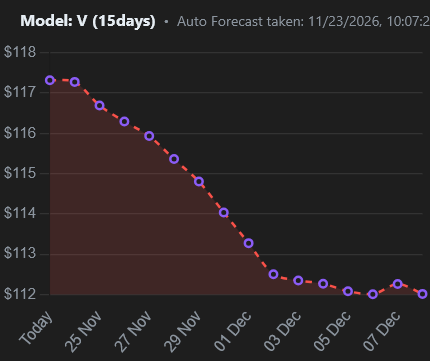 Model: V (15days) • Auto Forecast taken: 11/23/2026, 10:07:2
$118
$117
$116
$115
$114
$113
$112
Today
25 Nov
27 Nov
29 Nov
01 Dec
03 Dec
05 Dec
07 Dec